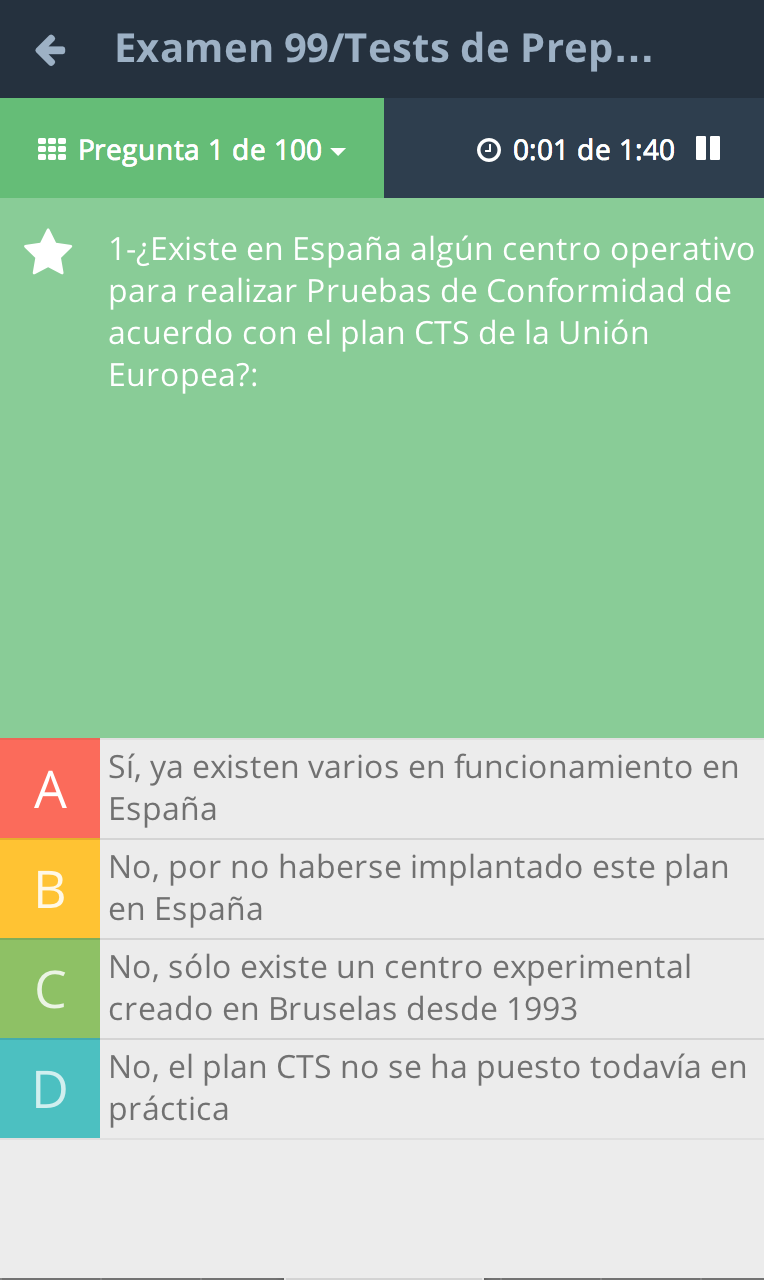 Examen 99/Tests de Prep...
Pregunta 1 de 100
0:01 de 1:40
1-¿Existe en España algún centro operativo
para realizar Pruebas de Conformidad de
acuerdo con el plan CTS de la Unión
Europea?:
A
Sí, ya existen varios en funcionamiento en
España
B
No, por no haberse implantado este plan
en España
C
No, sólo existe un centro experimental
creado en Bruselas desde 1993
D
No, el plan CTS no se ha puesto todavía en
práctica